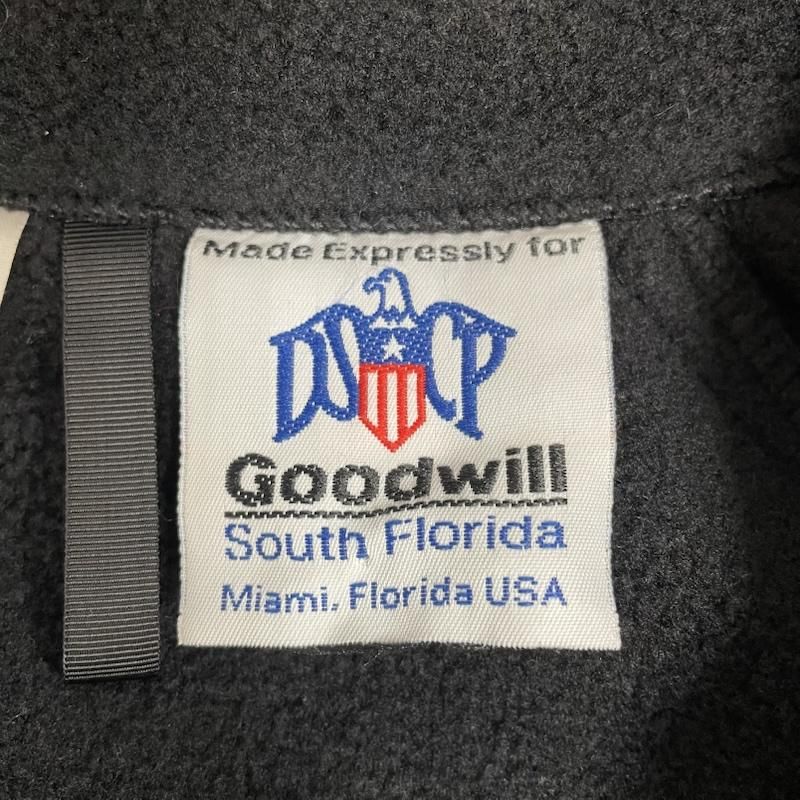 Made Expressly for
DSCP
Goodwill
South Florida
Miami, Florida USA